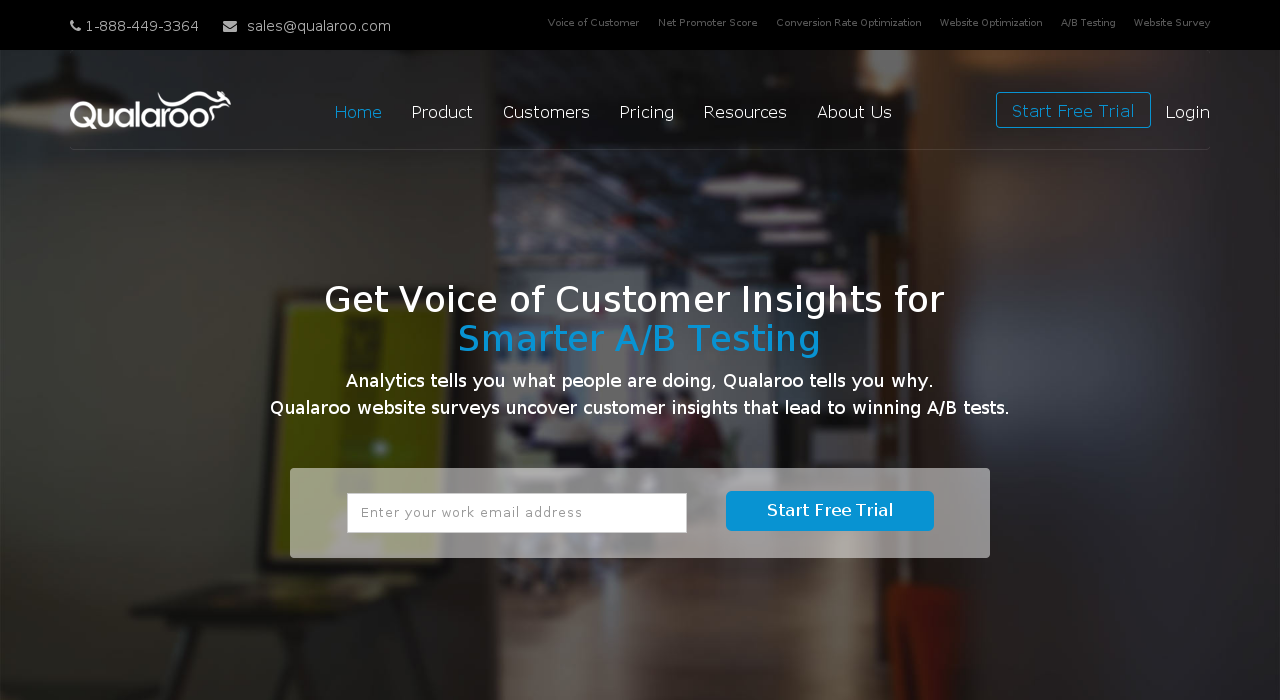 1-888-449-3364 sales@qualaroo.com Voice of Customer Net Promoter Score Conversion Rate Optimization Website Optimization A/B Testing Website Survey
Qualaroo Home Product Customers Pricing Resources About Us Start Free Trial Login
Get Voice of Customer Insights for
Smarter A/B Testing
Analytics tells you what people are doing, Qualaroo tells you why.
Qualaroo website surveys uncover customer insights that lead to winning A/B tests.
Enter your work email address Start Free Trial